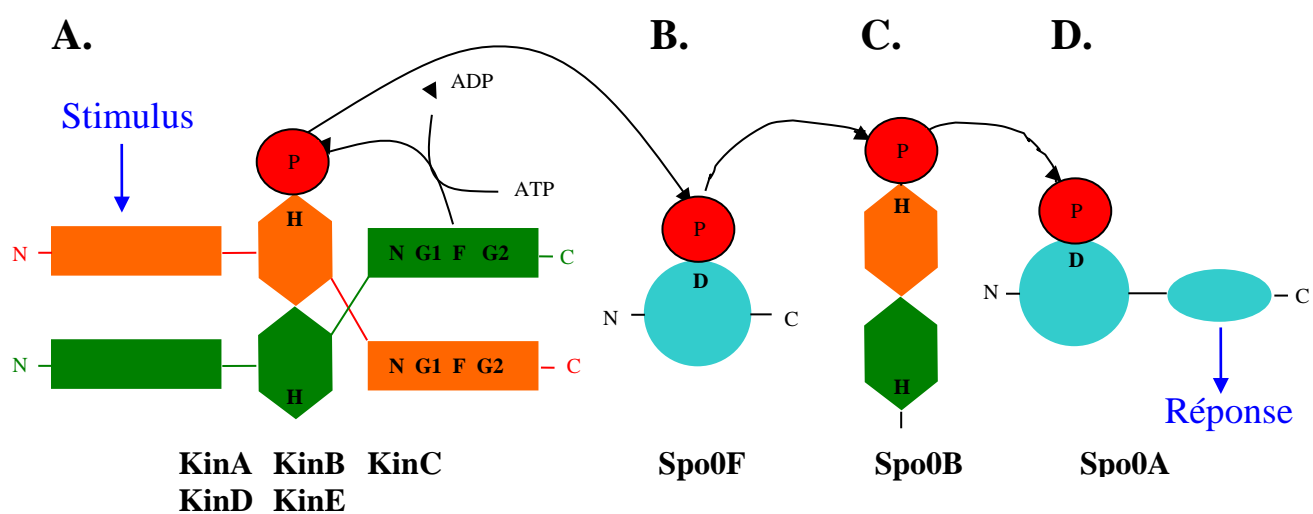 A.
B.
C.
D.
Stimulus
ADP
ATP
P
P
P
P
H
H
D
H
H
D
N
N G1 F G2
C
N
N G1 F G2
C
N
C
N
C
Réponse
KinA KinB KinC
KinD KinE
Spo0F
Spo0B
Spo0A